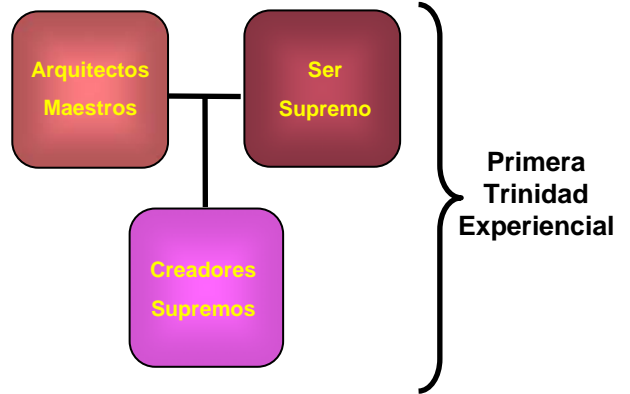 Arquitectos
Maestros
Ser
Supremo
Creadores
Supremos
Primera
Trinidad
Experiencial